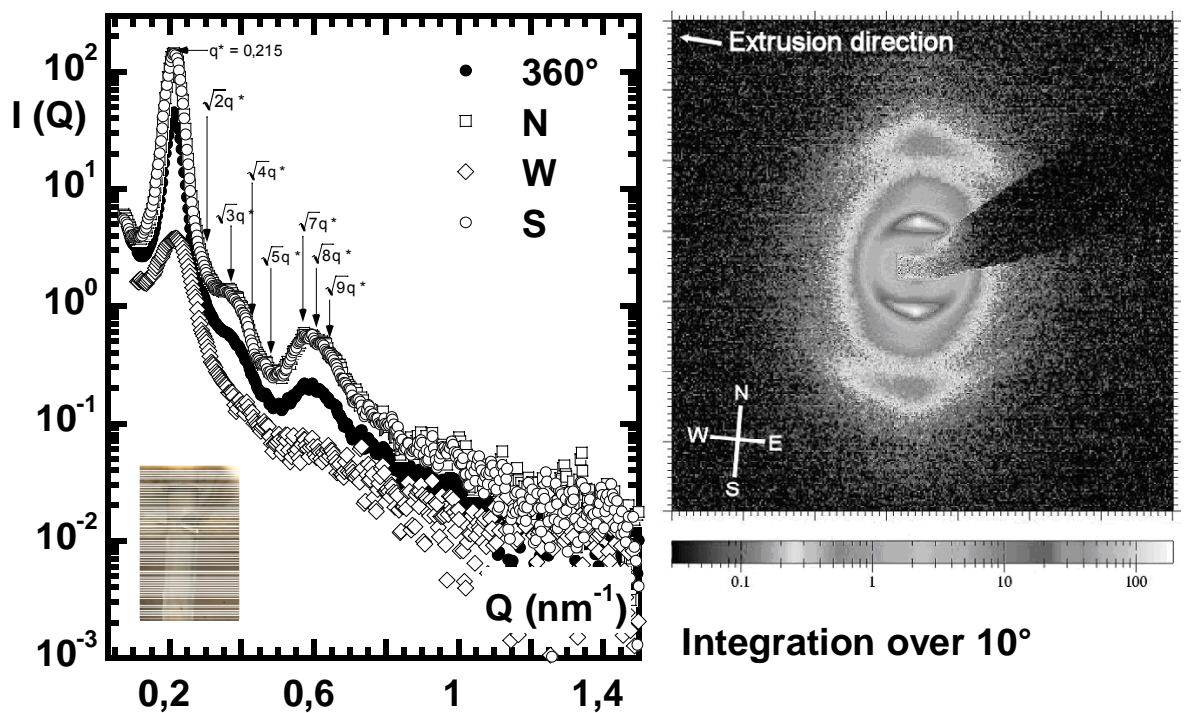 I (Q)
10²
10¹
10⁰
10⁻¹
10⁻²
10⁻³
q* = 0,215
√2q*
√3q*
√4q*
√5q*
√7q*
√8q*
√9q*
360°
N
W
S
Q (nm⁻¹)
0,2 0,6 1 1,4
Extrusion direction
N
W E
S
0.1 1 10 100
Integration over 10°